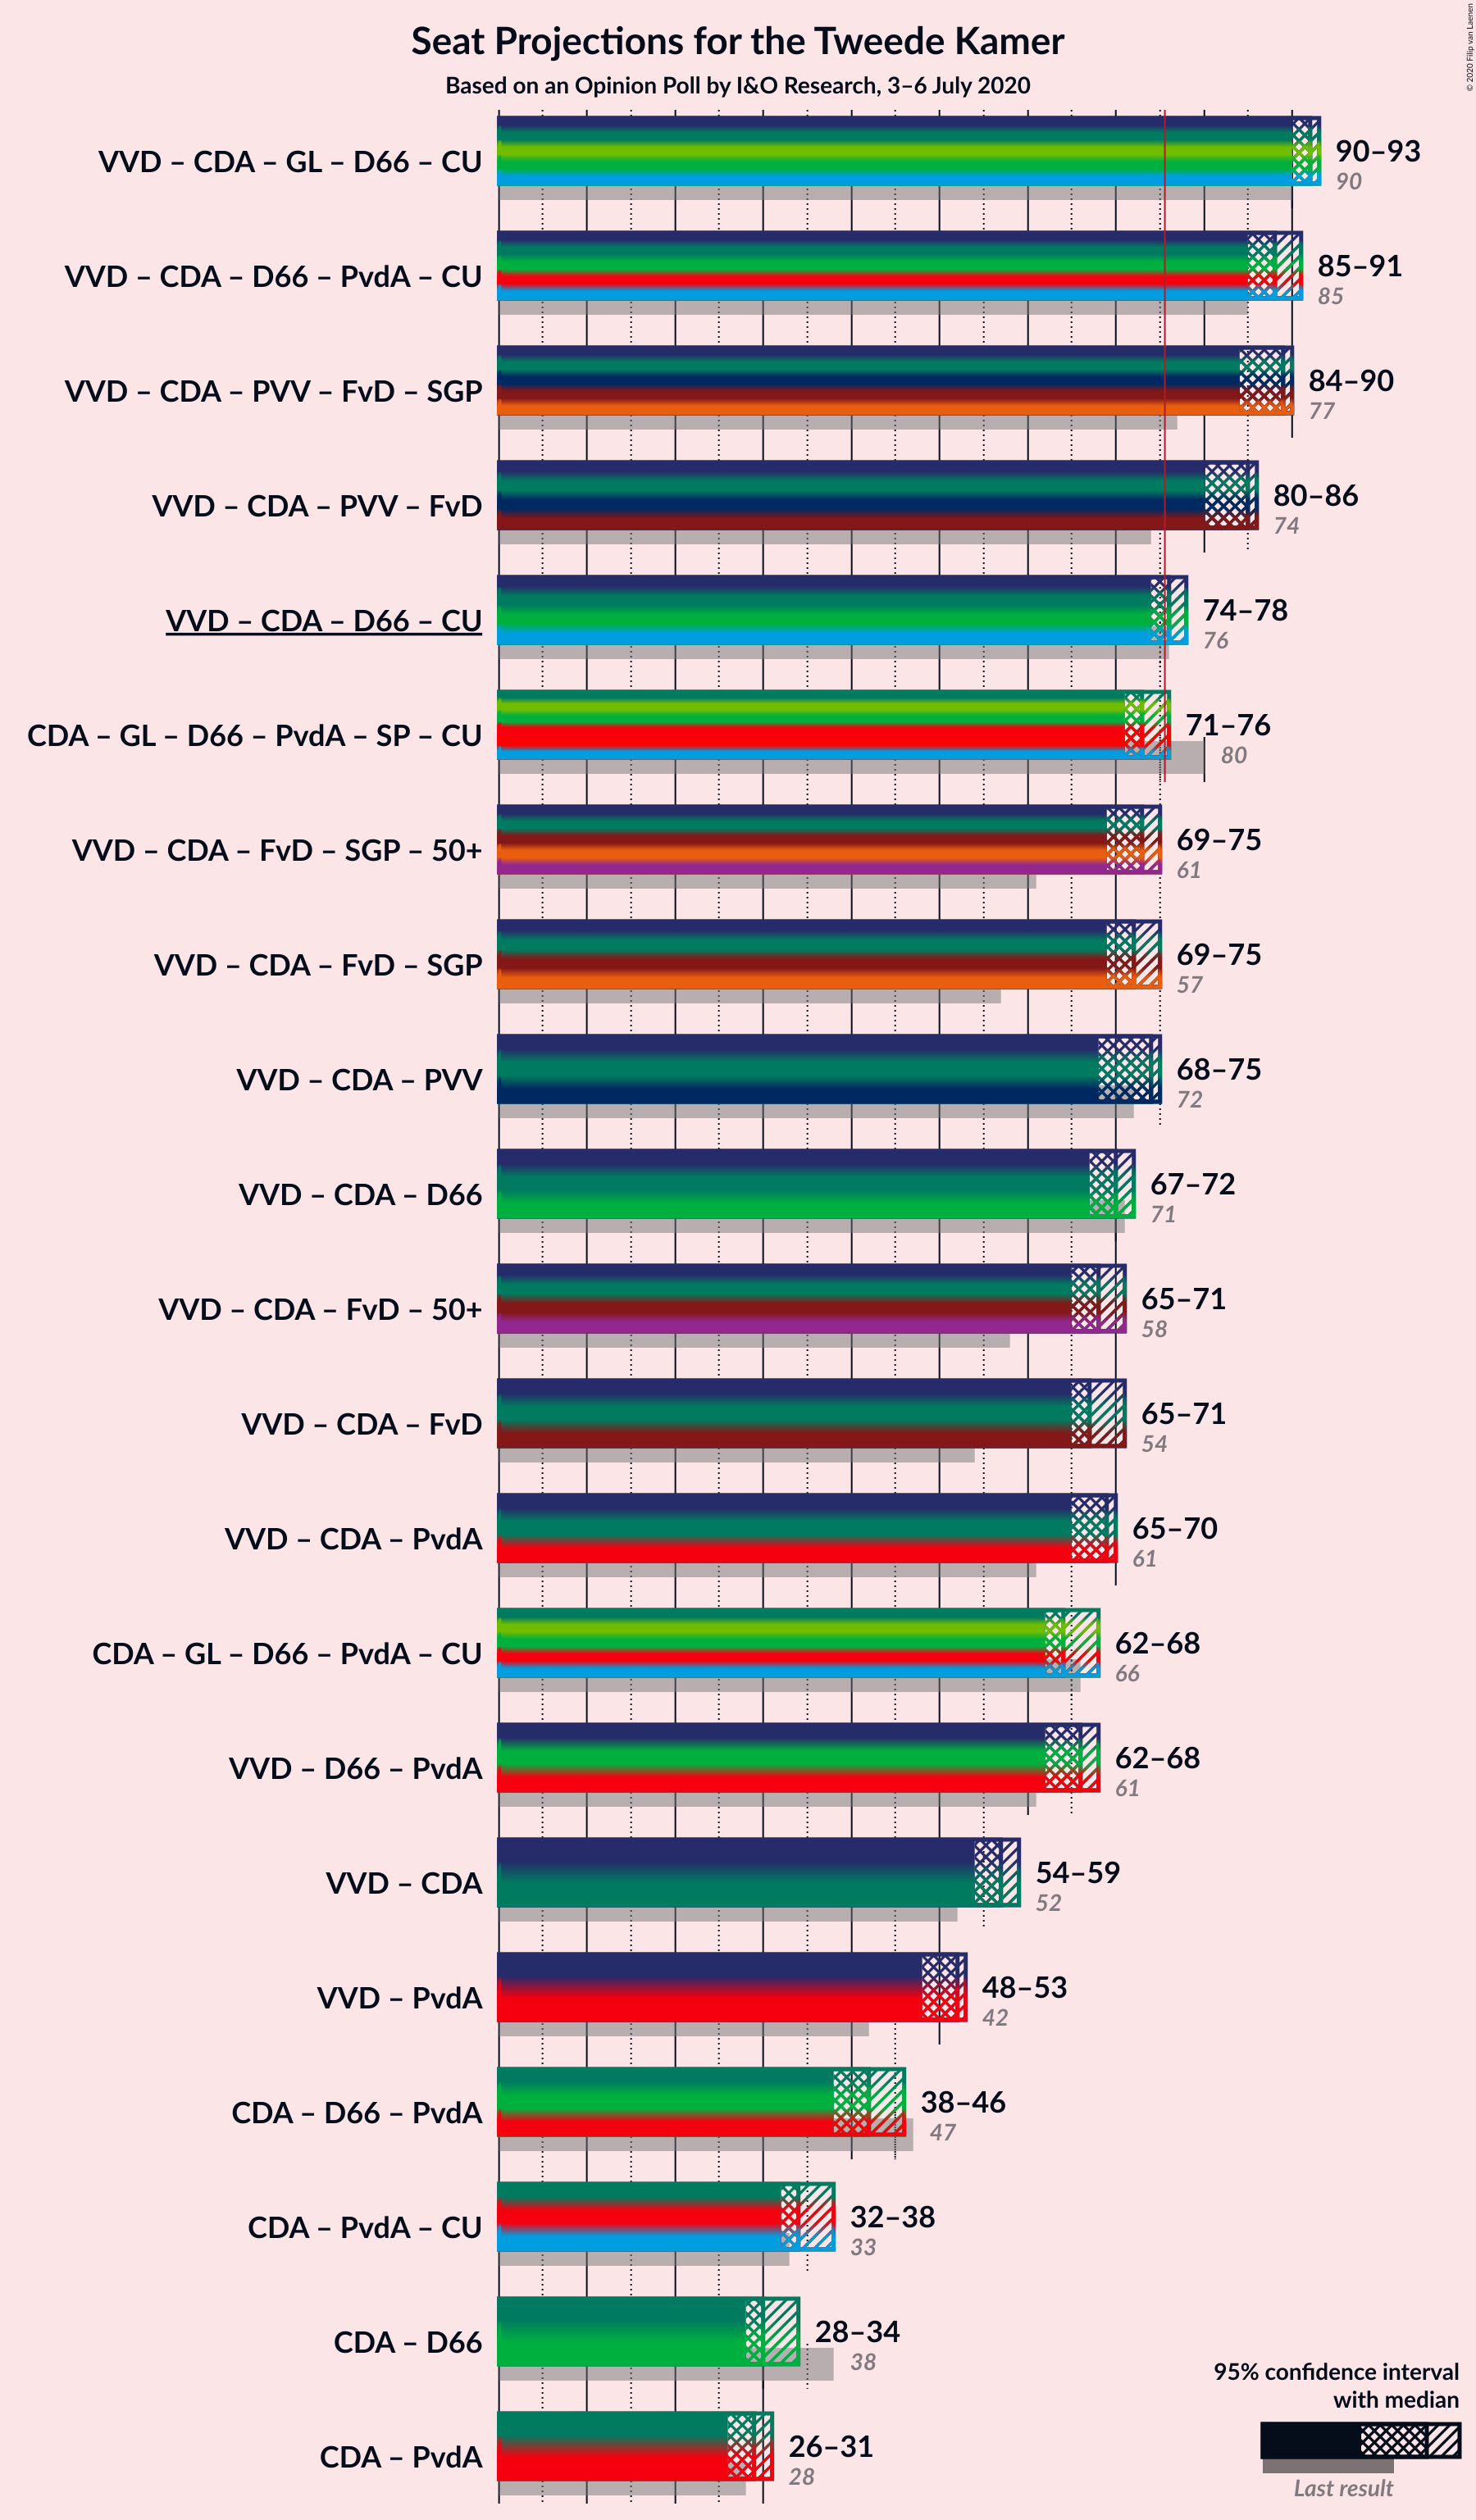 Seat Projections for the Tweede Kamer
Based on an Opinion Poll by I&O Research, 3–6 July 2020
© 2020 Filip van Laenen
VVD – CDA – GL – D66 – CU
90–93
90
VVD – CDA – D66 – PvdA – CU
85–91
85
VVD – CDA – PVV – FvD – SGP
84–90
77
VVD – CDA – PVV – FvD
80–86
74
VVD – CDA – D66 – CU
74–78
76
CDA – GL – D66 – PvdA – SP – CU
71–76
80
VVD – CDA – FvD – SGP – 50+
69–75
61
VVD – CDA – FvD – SGP
69–75
57
VVD – CDA – PVV
68–75
72
VVD – CDA – D66
67–72
71
VVD – CDA – FvD – 50+
65–71
58
VVD – CDA – FvD
65–71
54
VVD – CDA – PvdA
65–70
61
CDA – GL – D66 – PvdA – CU
62–68
66
VVD – D66 – PvdA
62–68
61
VVD – CDA
54–59
52
VVD – PvdA
48–53
42
CDA – D66 – PvdA
38–46
47
CDA – PvdA – CU
32–38
33
CDA – D66
28–34
38
CDA – PvdA
26–31
28
95% confidence interval
with median
Last result